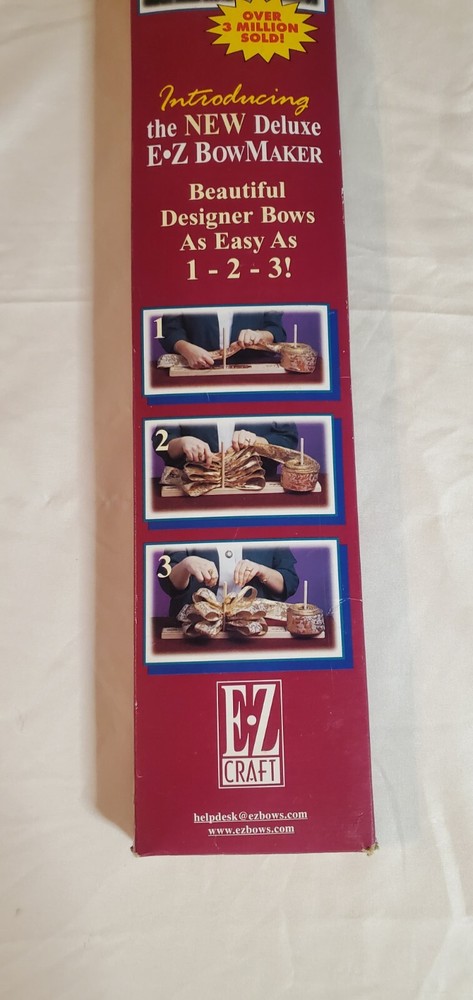 OVER
3 MILLION
SOLD!
Introducing
the NEW Deluxe
E•Z BOWMAKER
Beautiful
Designer Bows
As Easy As
1 - 2 - 3!
1
2
3
E•Z
CRAFT
helpdesk@ezbows.com
www.ezbows.com